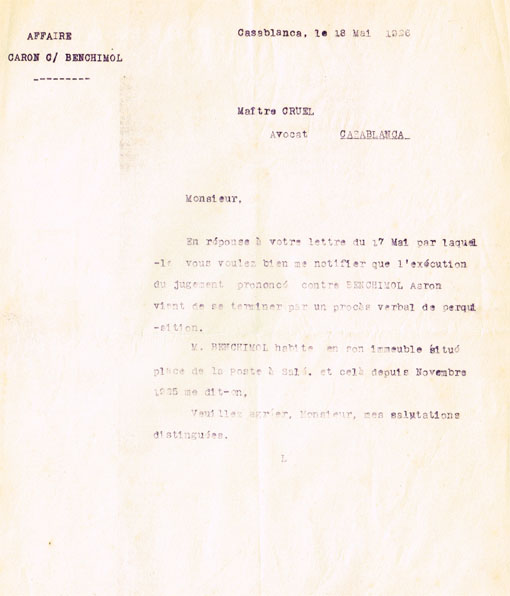 AFFAIRE
CARON C/ BENCHIMOL
---------
Casablanca, le 18 Mai 1926
Maître CRUEL
Avocat CAZABLANCA
Monsieur,
En réponse à votre lettre du 17 Mai par laquel
-le vous voulez bien me notifier que l'exécution
du jugement prononcé contre BENCHIMOL Aaron
vient de se terminer par un procès verbal de perqui
-sition.
M. BENCHIMOL habite en son immeuble situé
place de la Poste à Salé. et celà depuis Novembre
1925 me dit-on,
Veuillez agréer, Monsieur, mes salutations
distinguées.
L